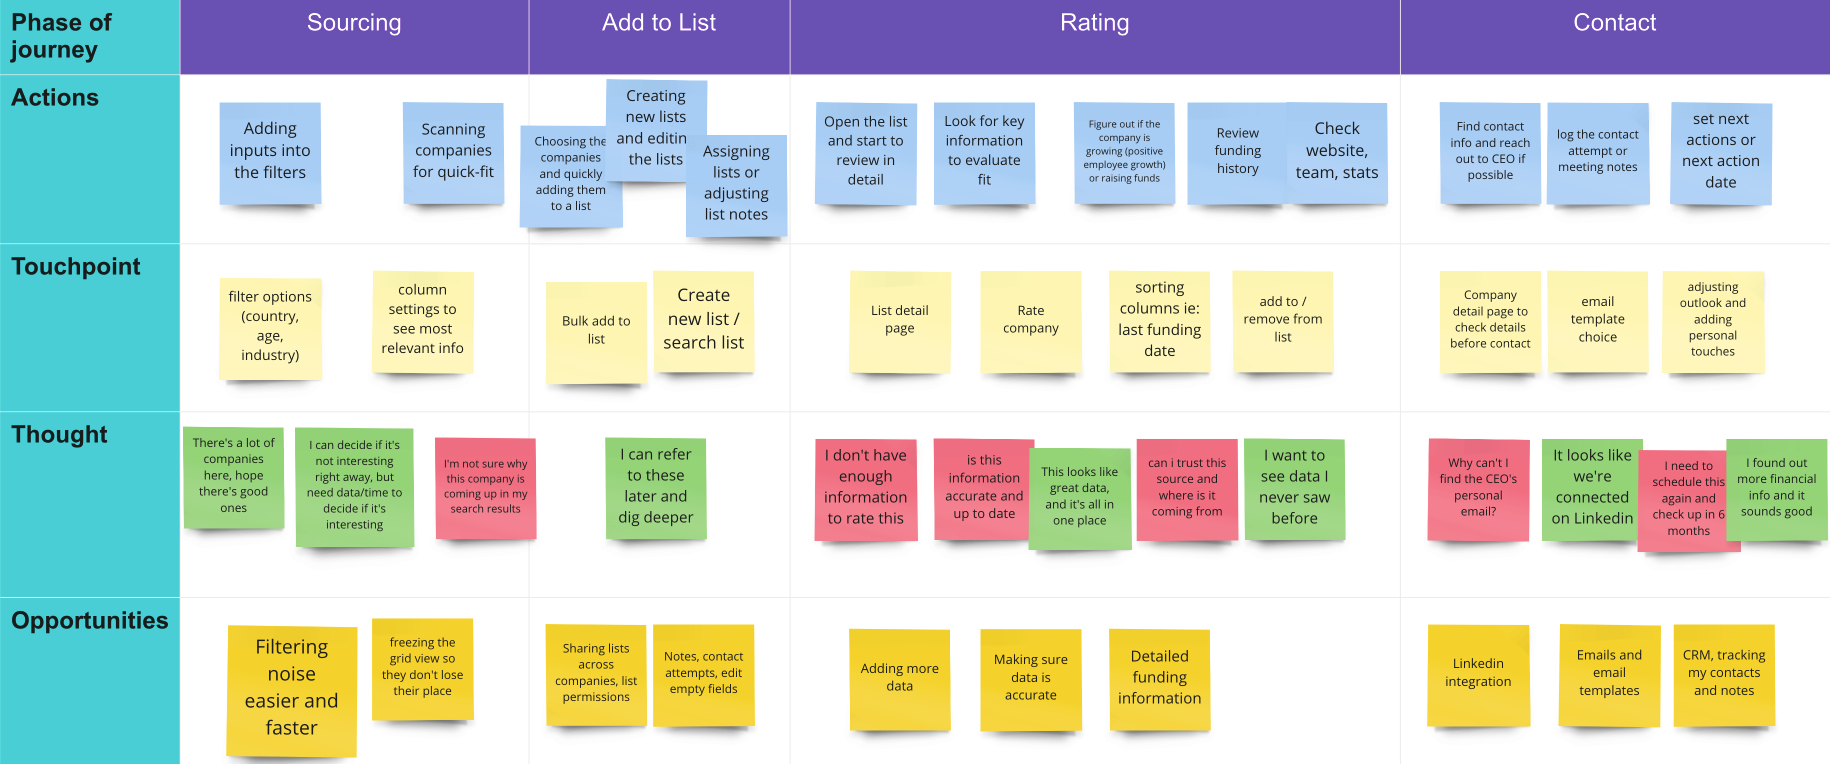 Phase of
journey
Sourcing
Add to List
Rating
Contact
Actions
Adding
inputs into
the filters
Scanning
companies
for quick-fit
Choosing the
companies
and quickly
adding them
to a list
Creating
new lists
and editin
the lists
Assigning
lists or
adjusting
list notes
Open the list
and start to
review in
detail
Look for key
information
to evaluate
fit
Figure out if the
company is
growing (positive
employee growth)
or raising funds
Review
funding
history
Check
website,
team, stats
Find contact
info and reach
out to CEO if
possible
log the contact
attempt or
meeting notes
set next
actions or
next action
date
Touchpoint
filter options
(country,
age,
industry)
column
settings to
see most
relevant info
Bulk add to
list
Create
new list /
search list
List detail
page
Rate
company
sorting
columns ie:
last funding
date
add to /
remove from
list
Company
detail page to
check details
before contact
email
template
choice
adjusting
outlook and
adding
personal
touches
Thought
There's a lot of
companies
here, hope
there's good
ones
I can decide if it's
not interesting
right away, but
need data/time to
decide if it's
interesting
I'm not sure why
this company is
coming up in my
search results
I can refer
to these
later and
dig deeper
I don't have
enough
information
to rate this
is this
information
accurate and
up to date
This looks like
great data,
and it's all in
one place
can i trust this
source and
where is it
coming from
I want to
see data I
never saw
before
Why can't I
find the CEO's
personal
email?
It looks like
we're
connected
on Linkedin
I need to
schedule this
again and
check up in 6
months
I found out
more financial
info and it
sounds good
Opportunities
Filtering
noise
easier and
faster
freezing the
grid view so
they don't lose
their place
Sharing lists
across
companies, list
permissions
Notes, contact
attempts, edit
empty fields
Adding more
data
Making sure
data is
accurate
Detailed
funding
information
Linkedin
integration
Emails and
email
templates
CRM, tracking
my contacts
and notes